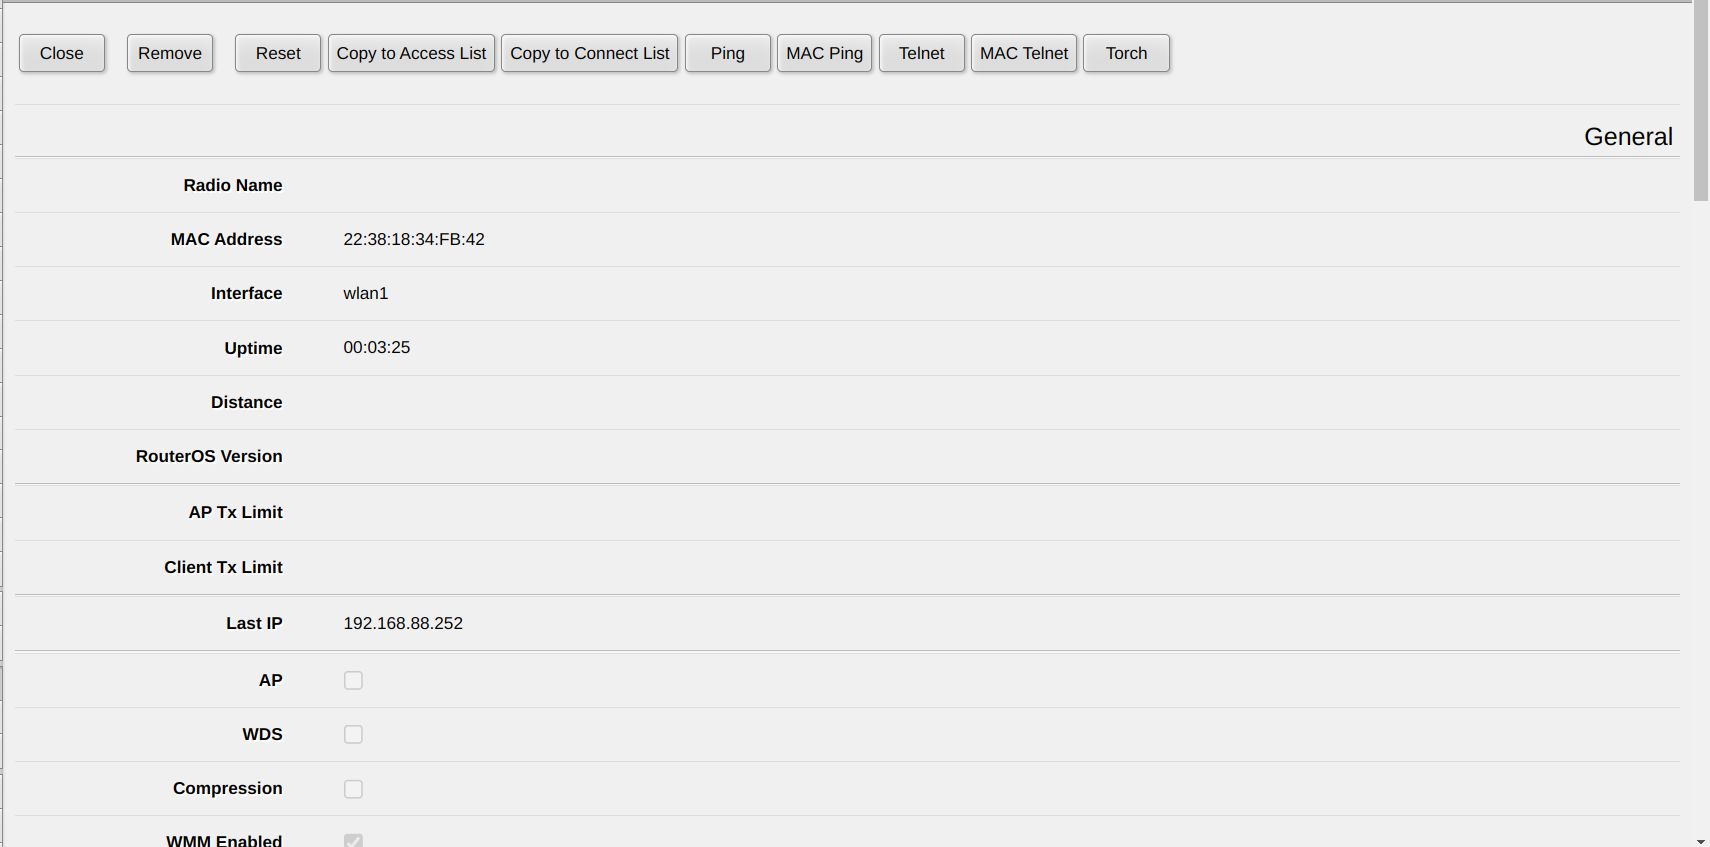 Close Remove Reset Copy to Access List Copy to Connect List Ping MAC Ping Telnet MAC Telnet Torch
General
Radio Name
MAC Address 22:38:18:34:FB:42
Interface wlan1
Uptime 00:03:25
Distance
RouterOS Version
AP Tx Limit
Client Tx Limit
Last IP 192.168.88.252
AP
WDS
Compression
WMM Enabled